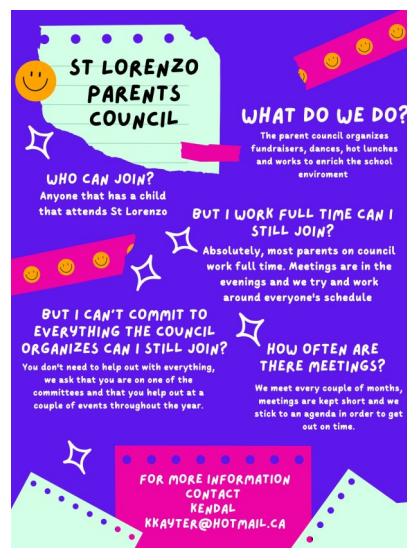 ST LORENZO
PARENTS
COUNCIL
WHAT DO WE DO?
The parent council organizes
fundraisers, dances, hot lunches
and works to enrich the school
enviroment
WHO CAN JOIN?
Anyone that has a child
that attends St Lorenzo
BUT I WORK FULL TIME CAN I
STILL JOIN?
Absolutely, most parents on council
work full time. Meetings are in the
evenings and we try and work
around everyone's schedule
BUT I CAN'T COMMIT TO
EVERYTHING THE COUNCIL
ORGANIZES CAN I STILL JOIN?
You don't need to help out with everything,
we ask that you are on one of the
committees and that you help out at a
couple of events throughout the year.
HOW OFTEN ARE
THERE MEETINGS?
We meet every couple of months,
meetings are kept short and we
stick to an agenda in order to get
out on time.
FOR MORE INFORMATION
CONTACT
KENDAL
KKAYTER@HOTMAIL.CA